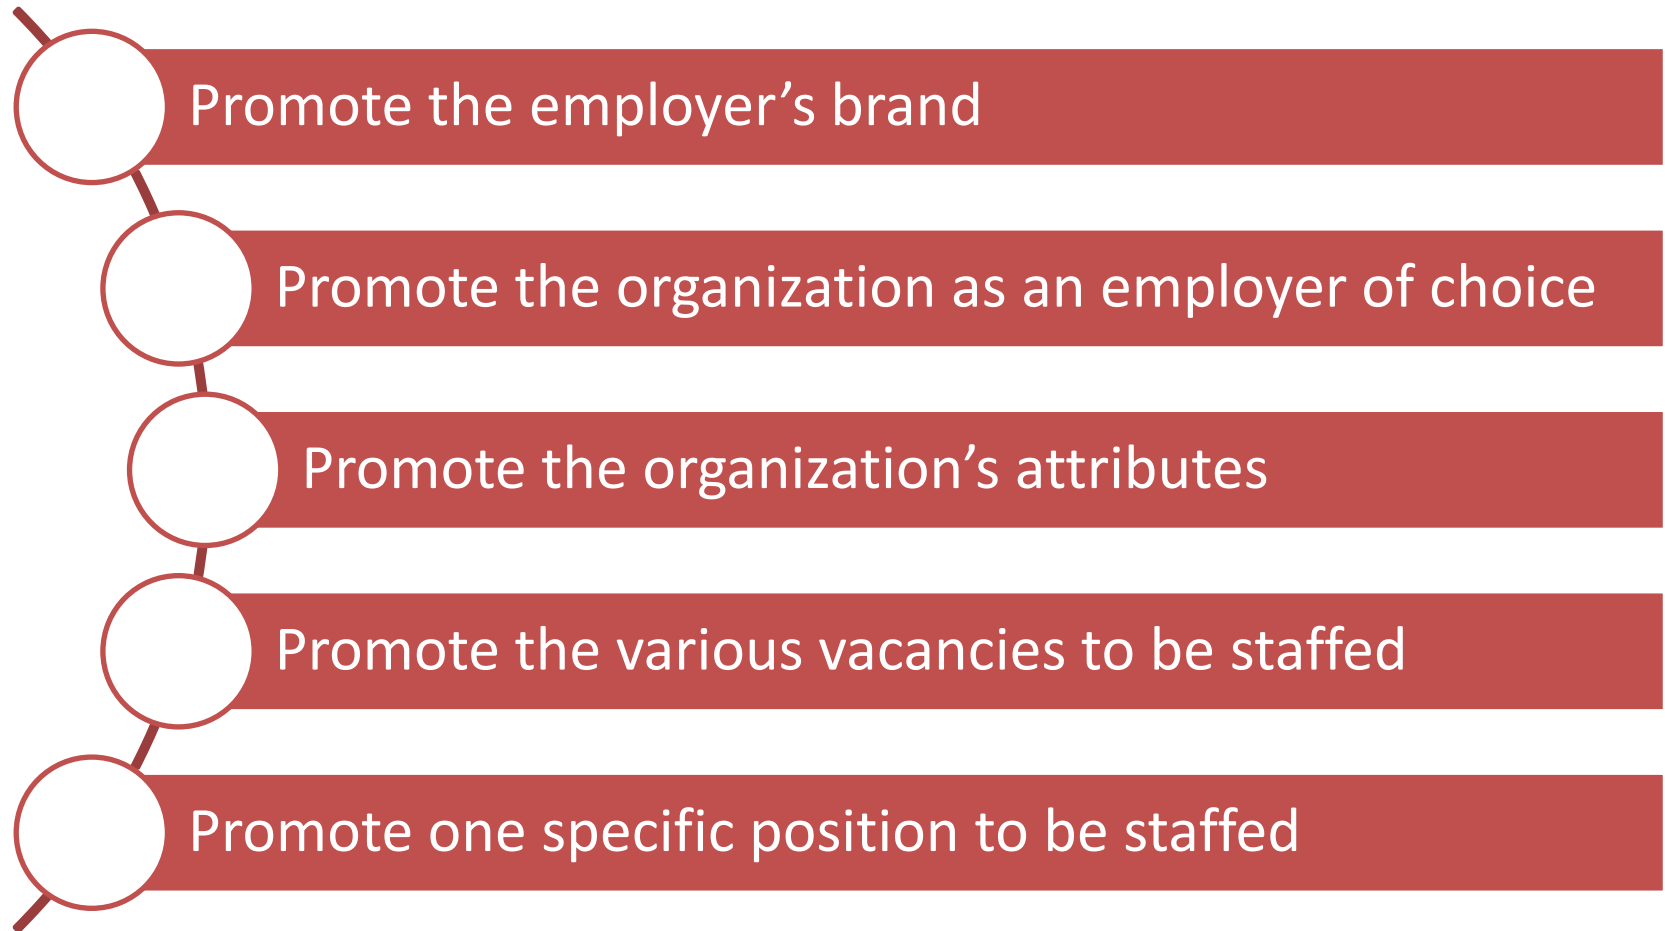 Promote the employer’s brand
Promote the organization as an employer of choice
Promote the organization’s attributes
Promote the various vacancies to be staffed
Promote one specific position to be staffed